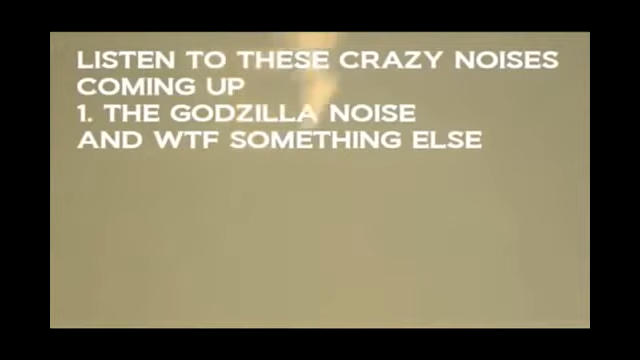 LISTEN TO THESE CRAZY NOISES
COMING UP
1. THE GODZILLA NOISE
AND WTF SOMETHING ELSE